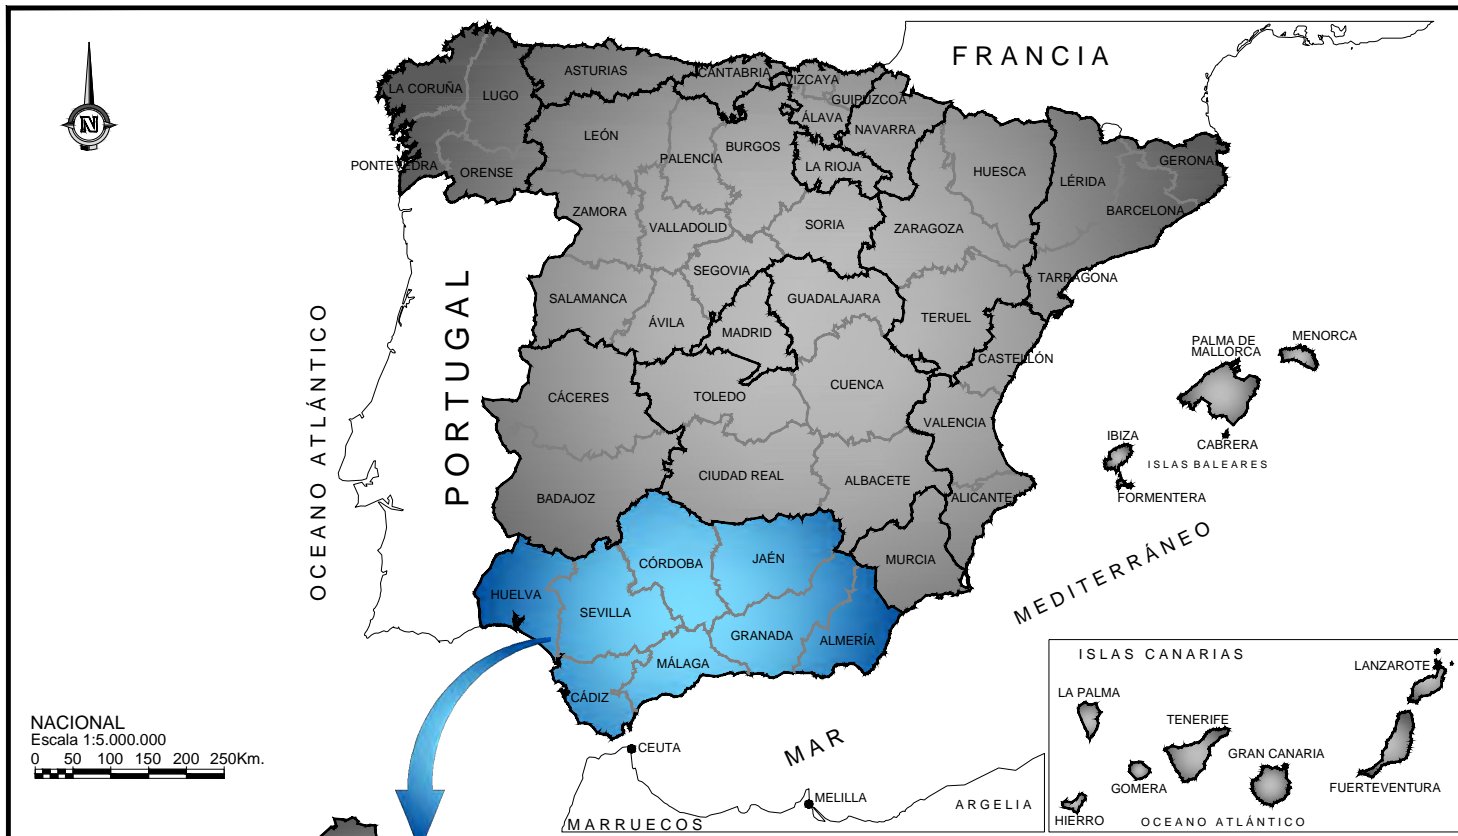 FRANCIA
N
ASTURIAS
CANTABRIA
VIZCAYA
GUIPÚZCOA
LA CORUÑA
LUGO
ÁLAVA
NAVARRA
LEÓN
BURGOS
PALENCIA
LA RIOJA
PONTEVEDRA
ORENSE
HUESCA
LÉRIDA
GERONA
BARCELONA
ZAMORA
VALLADOLID
SORIA
ZARAGOZA
SEGOVIA
TARRAGONA
SALAMANCA
GUADALAJARA
ÁVILA
MADRID
TERUEL
CASTELLÓN
PALMA DE
MALLORCA
MENORCA
OCEANO ATLÁNTICO
PORTUGAL
CÁCERES
TOLEDO
CUENCA
VALENCIA
IBIZA
CABRERA
ISLAS BALEARES
FORMENTERA
CIUDAD REAL
ALBACETE
BADAJOZ
ALICANTE
MURCIA
CÓRDOBA
JAÉN
HUELVA
SEVILLA
GRANADA
ALMERÍA
MÁLAGA
CÁDIZ
MAR
MEDITERRÁNEO
CEUTA
MELILLA
MARRUECOS
ARGELIA
NACIONAL
Escala 1:5.000.000
0 50 100 150 200 250Km.
ISLAS CANARIAS
LANZAROTE
LA PALMA
TENERIFE
GRAN CANARIA
GOMERA
FUERTEVENTURA
HIERRO
OCEANO ATLÁNTICO